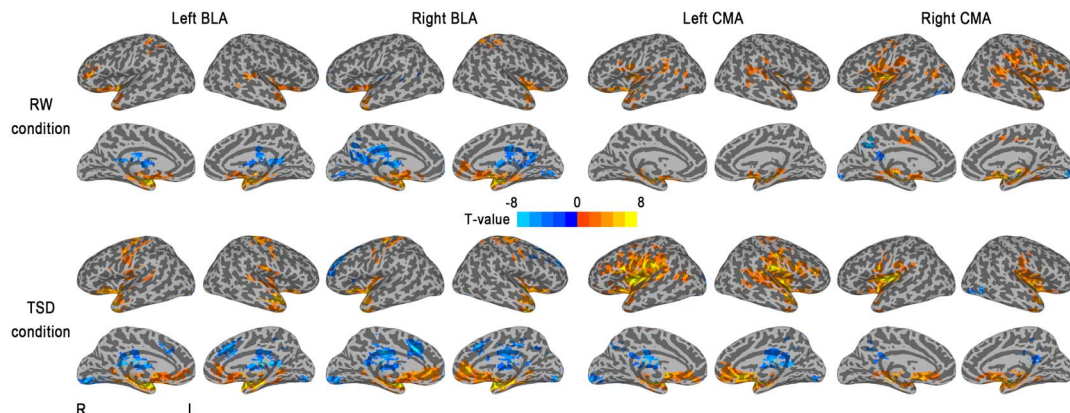 Left BLA Right BLA Left CMA Right CMA
RW
condition
-8 0 8
T-value
TSD
condition
R L